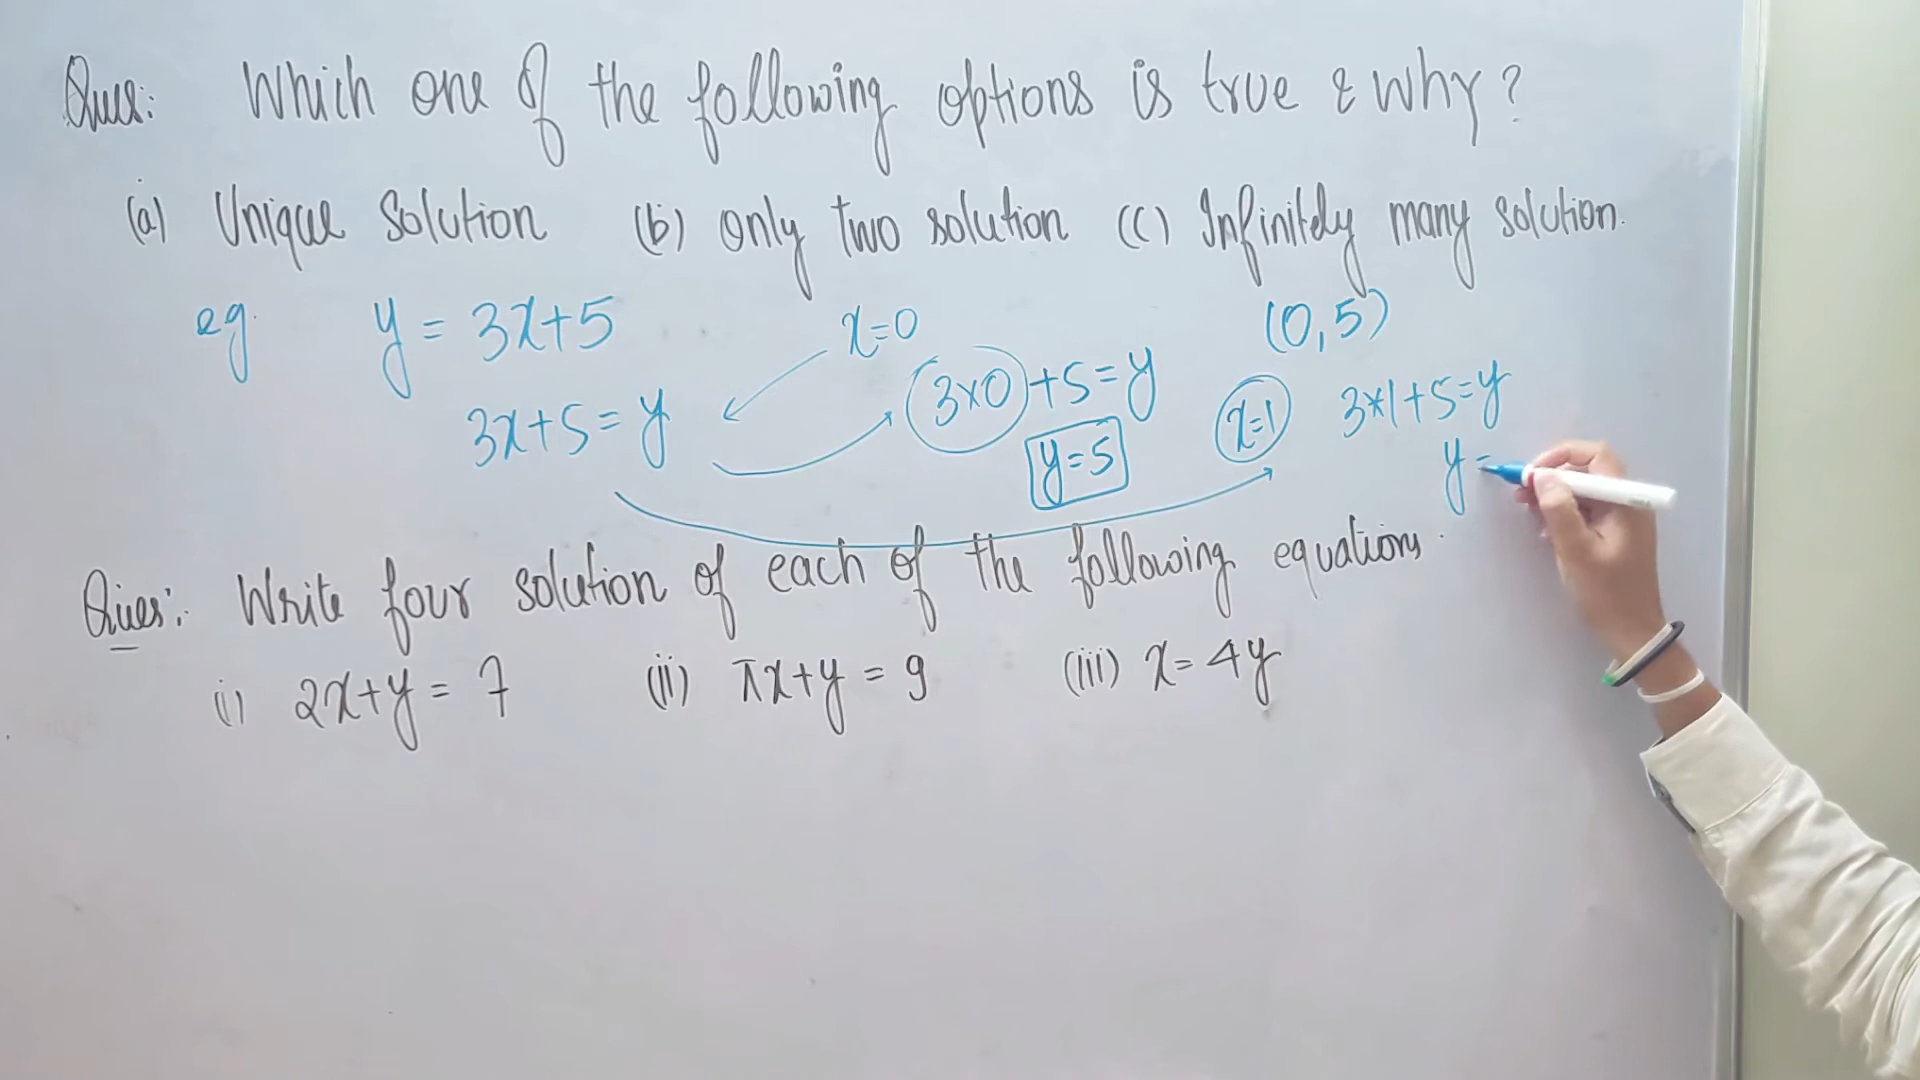 Ques: Which one of the following options is true & why?
(a) Unique Solution (b) only two solution (c) Infinitely many solution.
eg. y = 3x+5 x=0 (0,5)
3x+5=y 3×0+5=y x=1 3*1+5=y
y=5 y=
Ques:. Write four solution of each of the following equations.
(i) 2x+y = 7 (ii) πx+y = 9 (iii) x=4y